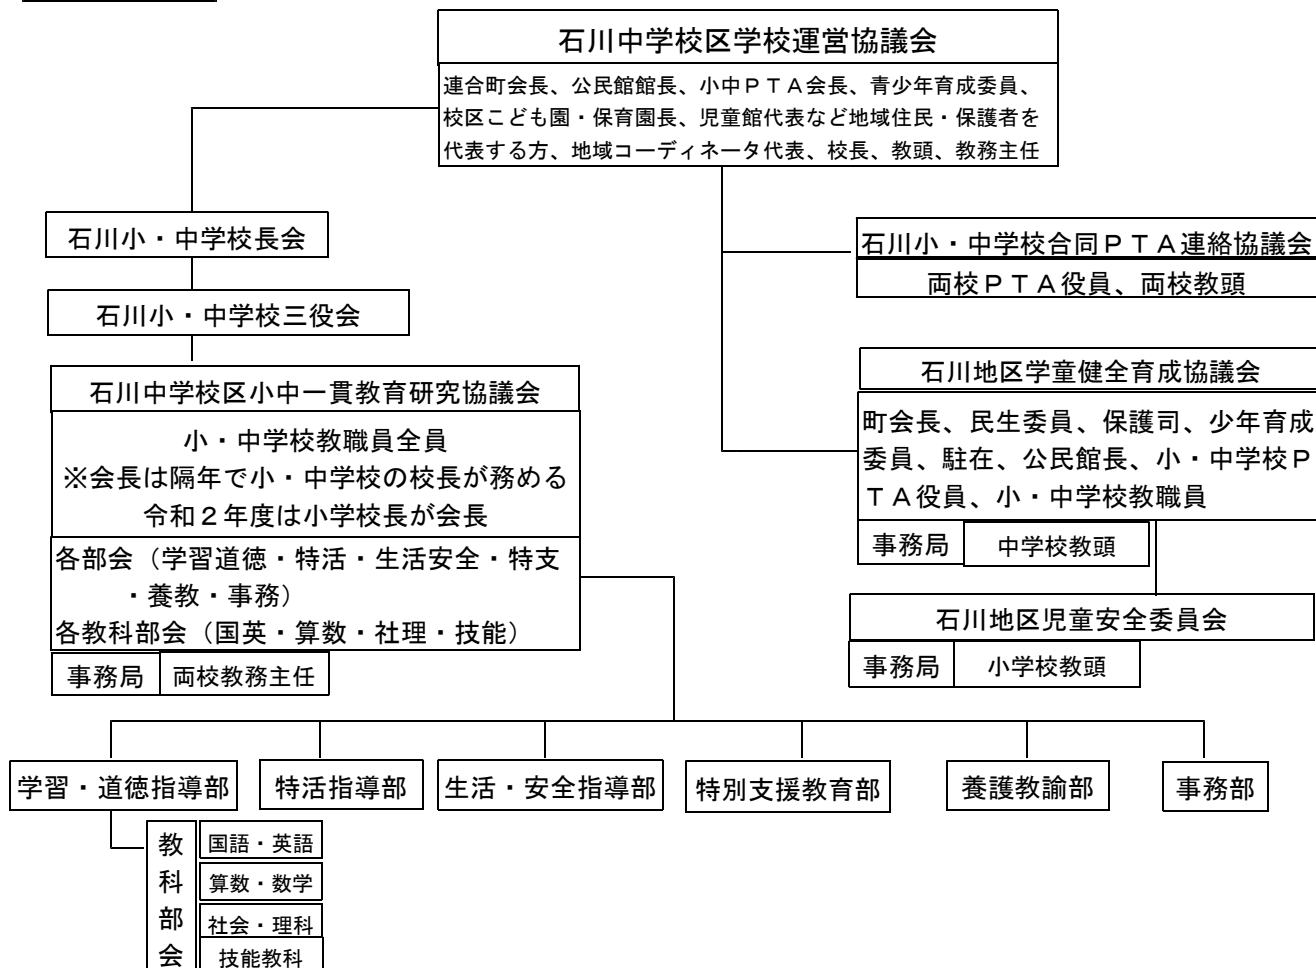 石川中学校区学校運営協議会
連合町会長、公民館館長、小中ＰＴＡ会長、青少年育成委員、
校区こども園・保育園長、児童館代表など地域住民・保護者を
代表する方、地域コーディネータ代表、校長、教頭、教務主任
石川小・中学校長会
石川小・中学校三役会
石川中学校区小中一貫教育研究協議会
小・中学校教職員全員
※会長は隔年で小・中学校の校長が務める
令和２年度は小学校長が会長
各部会（学習道徳・特活・生活安全・特支
・養教・事務）
各教科部会（国英・算数・社理・技能）
事務局
両校教務主任
石川小・中学校合同ＰＴＡ連絡協議会
両校ＰＴＡ役員、両校教頭
石川地区学童健全育成協議会
町会長、民生委員、保護司、少年育成
委員、駐在、公民館長、小・中学校Ｐ
ＴＡ役員、小・中学校教職員
事務局
中学校教頭
石川地区児童安全委員会
事務局
小学校教頭
学習・道徳指導部
特活指導部
生活・安全指導部
特別支援教育部
養護教諭部
事務部
教科部会
国語・英語
算数・数学
社会・理科
技能教科